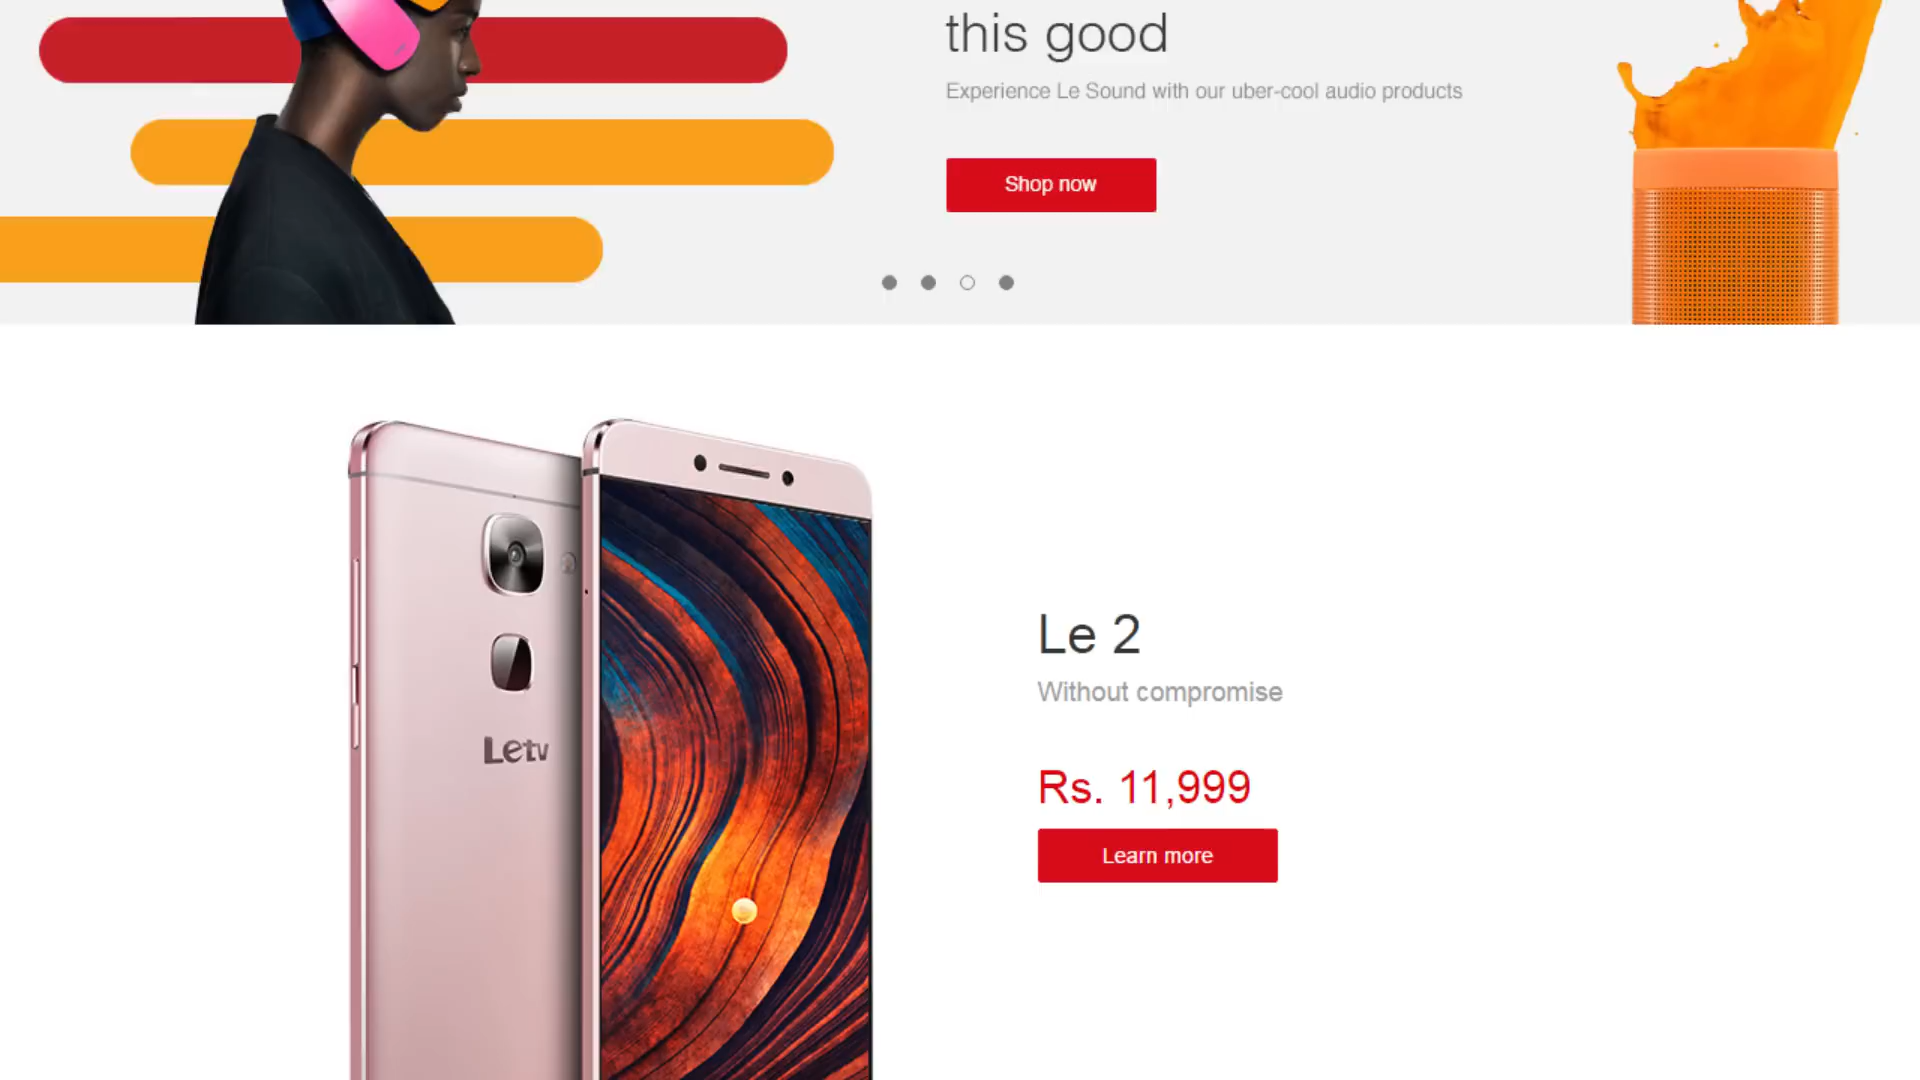 this good
Experience Le Sound with our uber-cool audio products
Shop now
Letv
Le 2
Without compromise
Rs. 11,999
Learn more